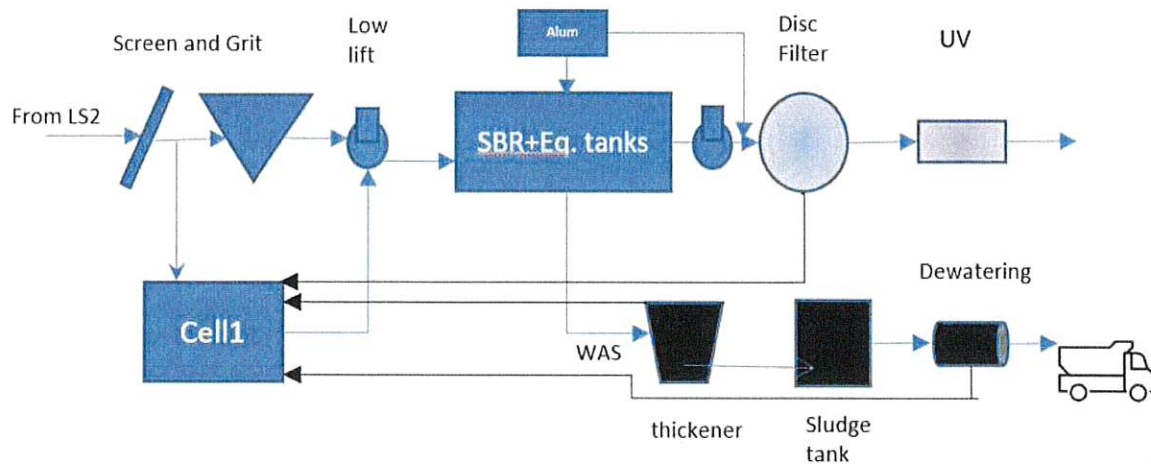 Screen and Grit
Low
lift
Alum
Disc
Filter
UV
From LS2
SBR+Eq. tanks
Cell1
WAS
Dewatering
thickener
Sludge
tank